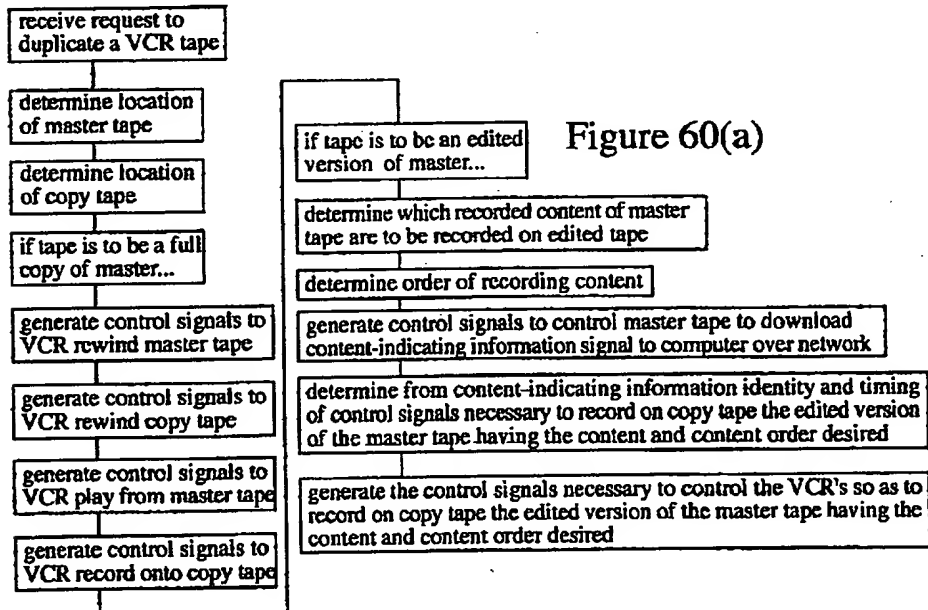 receive request to
duplicate a VCR tape
determine location
of master tape
determine location
of copy tape
if tape is to be a full
copy of master...
generate control signals to
VCR rewind master tape
generate control signals to
VCR rewind copy tape
generate control signals to
VCR play from master tape
generate control signals to
VCR record onto copy tape
Figure 60(a)
if tape is to be an edited
version of master...
determine which recorded content of master
tape are to be recorded on edited tape
determine order of recording content
generate control signals to control master tape to download
content-indicating information signal to computer over network
determine from content-indicating information identity and timing
of control signals necessary to record on copy tape the edited version
of the master tape having the content and content order desired
generate the control signals necessary to control the VCR's so as to
record on copy tape the edited version of the master tape having the
content and content order desired